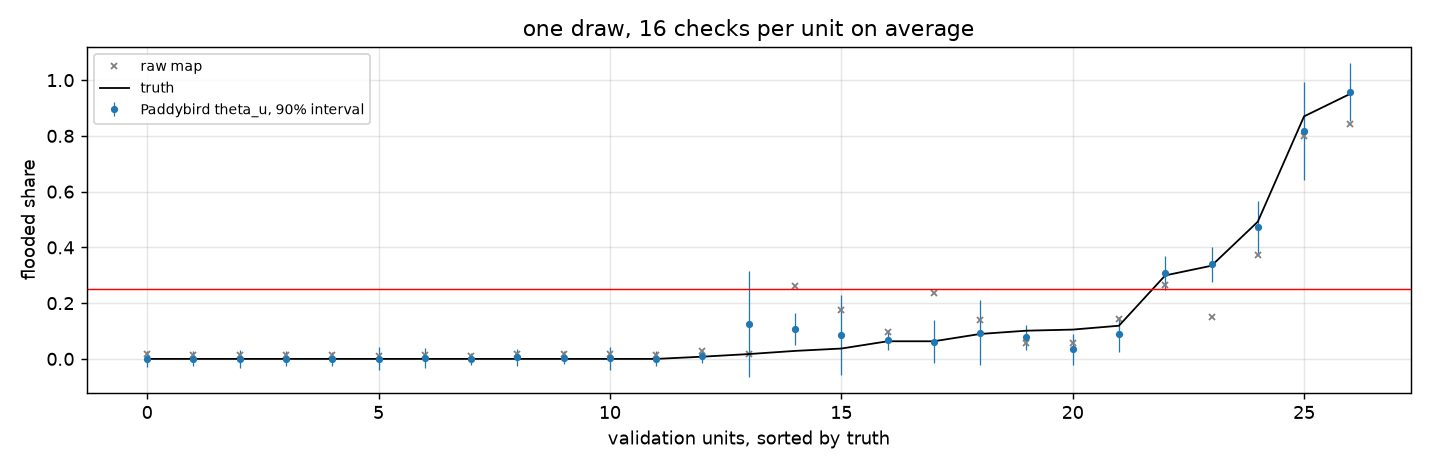 one draw, 16 checks per unit on average
raw map
truth
Paddybird theta_u, 90% interval
flooded share
1.0
0.8
0.6
0.4
0.2
0.0
0 5 10 15 20 25
validation units, sorted by truth